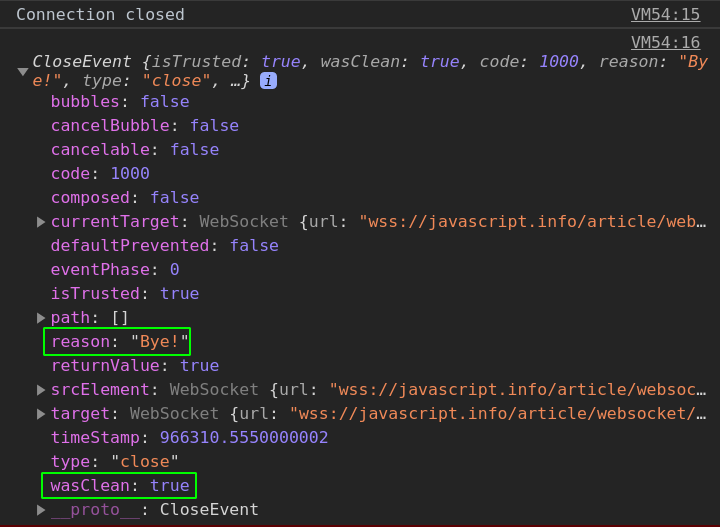 Connection closed VM54:15
VM54:16
CloseEvent {isTrusted: true, wasClean: true, code: 1000, reason: "By
e!", type: "close", …} i
bubbles: false
cancelBubble: false
cancelable: false
code: 1000
composed: false
currentTarget: WebSocket {url: "wss://javascript.info/article/web…
defaultPrevented: false
eventPhase: 0
isTrusted: true
path: []
reason: "Bye!"
returnValue: true
srcElement: WebSocket {url: "wss://javascript.info/article/websoc…
target: WebSocket {url: "wss://javascript.info/article/websocket/…
timeStamp: 966310.5550000002
type: "close"
wasClean: true
__proto__: CloseEvent